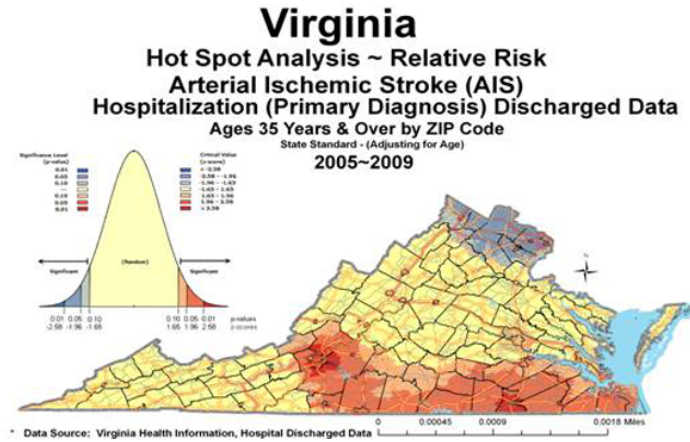 Virginia
Hot Spot Analysis ~ Relative Risk
Arterial Ischemic Stroke (AIS)
Hospitalization (Primary Diagnosis) Discharged Data
Ages 35 Years & Over by ZIP Code
State Standard - (Adjusting for Age)
2005~2009
Significance Level
(p-value)
0.01
0.05
0.10
---
0.10
0.05
0.01
Critical Value
(z-score)
< -2.58
-2.58 - -1.96
-1.96 - -1.65
-1.65 - 1.65
1.65 - 1.96
1.96 - 2.58
> 2.58
Significant
(Random)
Significant
0.01 0.05 0.10 0.10 0.05 0.01 p-values
-2.58 -1.96 -1.65 1.65 1.96 2.58 z-scores
N
* Data Source: Virginia Health Information, Hospital Discharged Data
0 0.00045 0.0009 0.0018 Miles